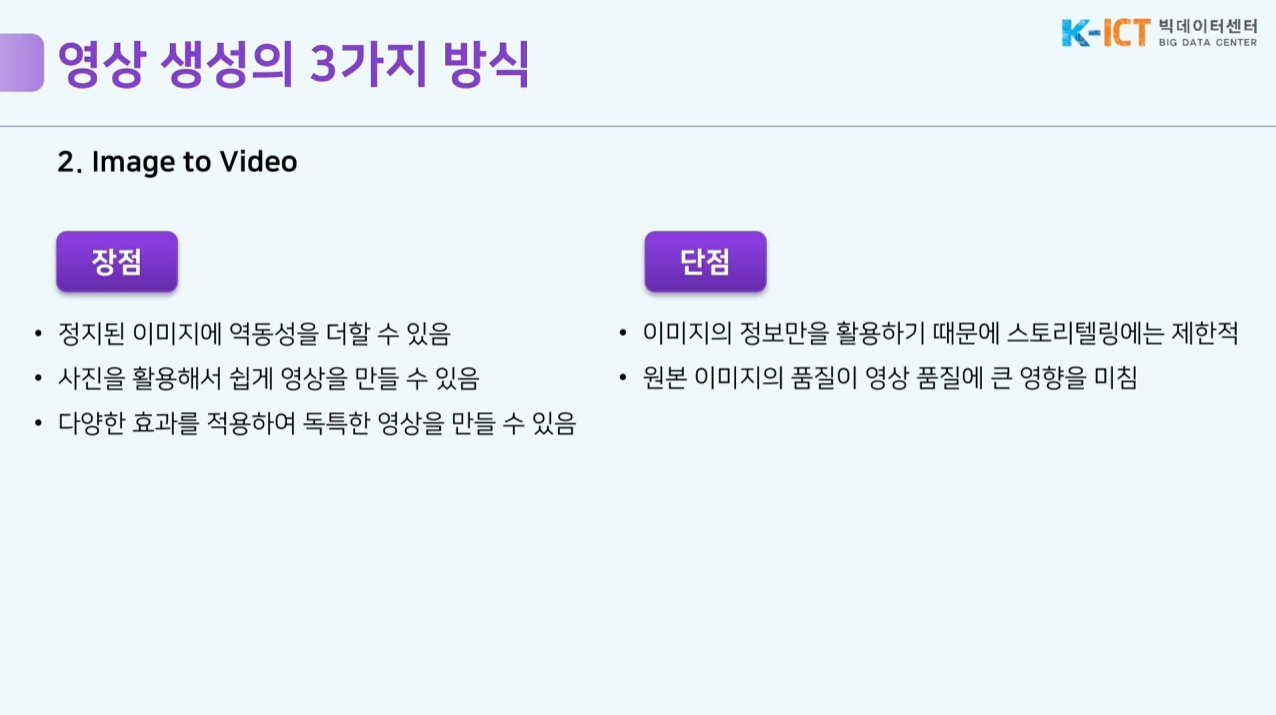 영상 생성의 3가지 방식
K-ICT 빅데이터센터
BIG DATA CENTER
2. Image to Video
장점
• 정지된 이미지에 역동성을 더할 수 있음
• 사진을 활용해서 쉽게 영상을 만들 수 있음
• 다양한 효과를 적용하여 독특한 영상을 만들 수 있음
단점
• 이미지의 정보만을 활용하기 때문에 스토리텔링에는 제한적
• 원본 이미지의 품질이 영상 품질에 큰 영향을 미침